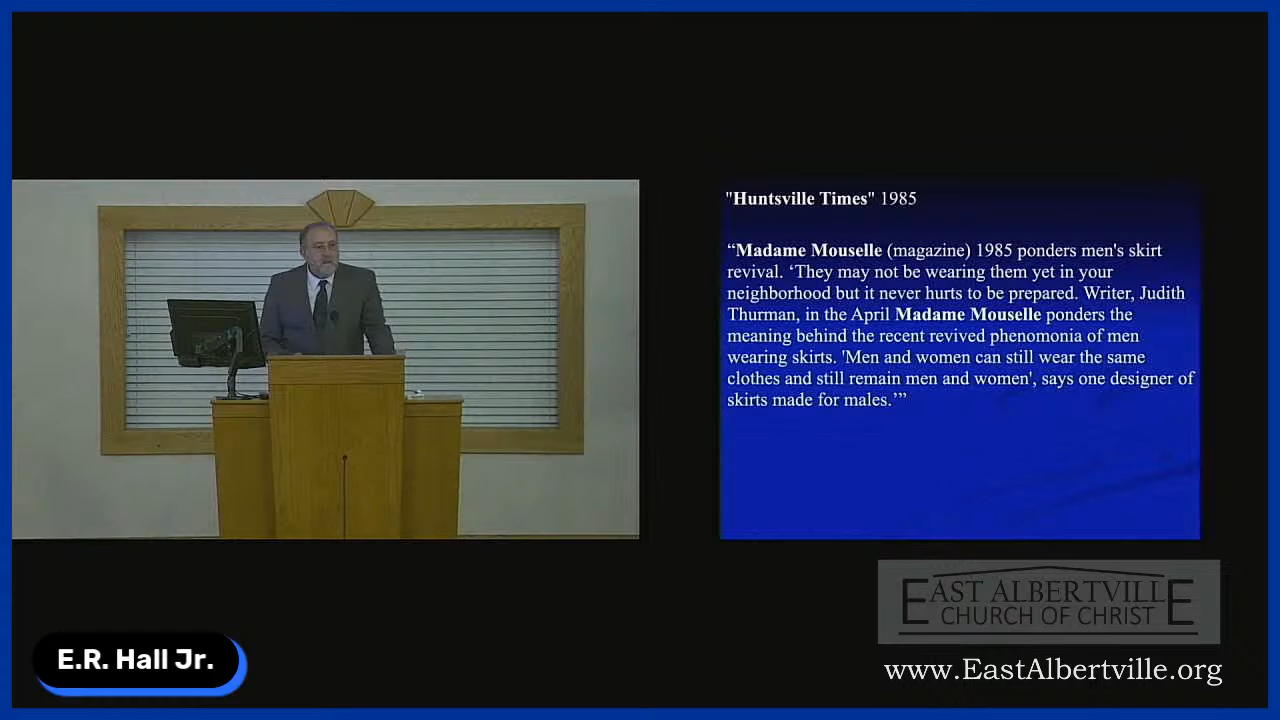 "Huntsville Times" 1985
“Madame Mouselle (magazine) 1985 ponders men's skirt
revival. ‘They may not be wearing them yet in your
neighborhood but it never hurts to be prepared. Writer, Judith
Thurman, in the April Madame Mouselle ponders the
meaning behind the recent revived phenomonia of men
wearing skirts. 'Men and women can still wear the same
clothes and still remain men and women', says one designer of
skirts made for males.’”
EAST ALBERTVILLE
CHURCH OF CHRIST
E.R. Hall Jr.
www.EastAlbertville.org